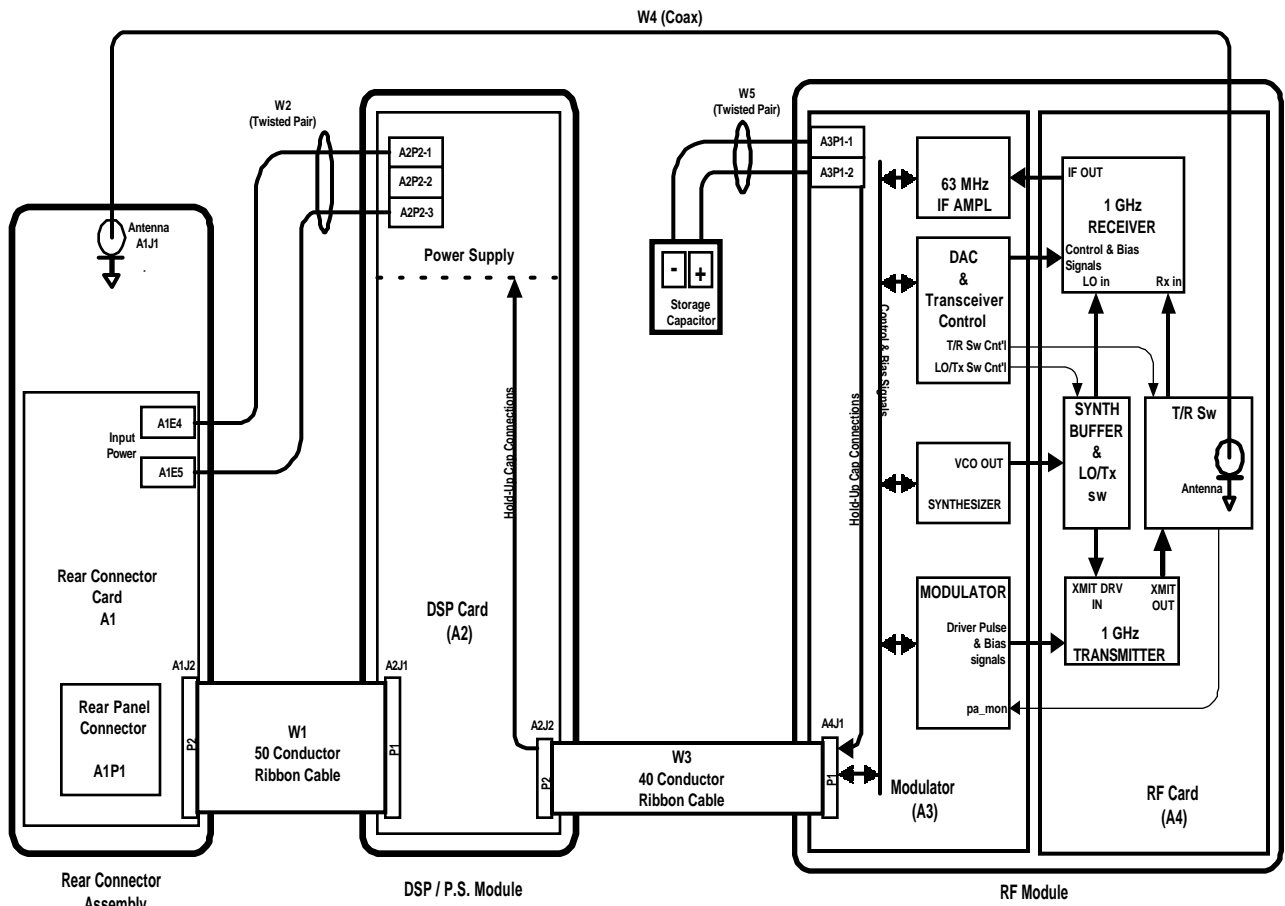 W4 (Coax)
W2
(Twisted Pair)
W5
(Twisted Pair)
Antenna
A1J1
A1E4
Input
Power
A1E5
Rear Connector
Card
A1
A1J2
Rear Panel
Connector
A1P1
P2
W1
50 Conductor
Ribbon Cable
A2J1
P1
Rear Connector
Assembly
A2P2-1
A2P2-2
A2P2-3
Power Supply
Hold-Up Cap Connections
DSP Card
(A2)
A2J2
P2
DSP / P.S. Module
W3
40 Conductor
Ribbon Cable
- +
Storage
Capacitor
A3P1-1
A3P1-2
Hold-Up Cap Connections
Control & Bias Signals
A4J1
P1
Modulator
(A3)
63 MHz
IF AMPL
DAC
&
Transceiver
Control
T/R Sw Cnt'l
LO/Tx Sw Cnt'l
VCO OUT
SYNTHESIZER
MODULATOR
Driver Pulse
& Bias
signals
pa_mon
IF OUT
1 GHz
RECEIVER
Control & Bias
Signals
LO in
Rx in
SYNTH
BUFFER
&
LO/Tx
sw
T/R Sw
Antenna
XMIT DRV
IN
XMIT
OUT
1 GHz
TRANSMITTER
RF Card
(A4)
RF Module